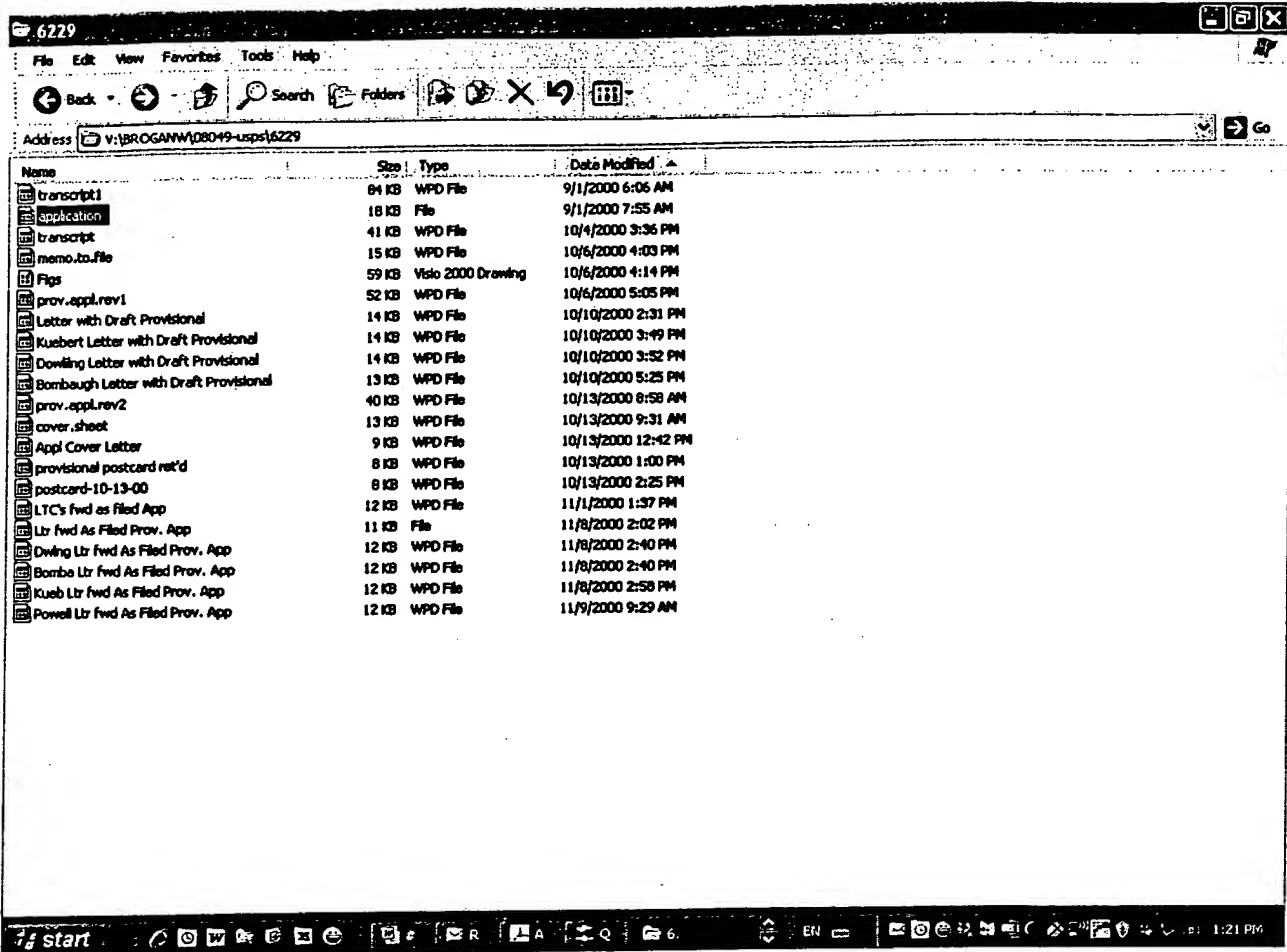 6229
File Edit View Favorites Tools Help
Back Search Folders
Address V:\BROGANW\08049-usps\6229 Go
Name Size Type Date Modified
transcript1 84 KB WPD File 9/1/2000 6:06 AM
application 18 KB File 9/1/2000 7:55 AM
transcript 41 KB WPD File 10/4/2000 3:36 PM
memo.to.file 15 KB WPD File 10/6/2000 4:03 PM
Figs 59 KB Visio 2000 Drawing 10/6/2000 4:14 PM
prov.appl.rev1 52 KB WPD File 10/6/2000 5:05 PM
Letter with Draft Provisional 14 KB WPD File 10/10/2000 2:31 PM
Kuebert Letter with Draft Provisional 14 KB WPD File 10/10/2000 3:49 PM
Dowling Letter with Draft Provisional 14 KB WPD File 10/10/2000 3:52 PM
Bombaugh Letter with Draft Provisional 13 KB WPD File 10/10/2000 5:25 PM
prov.appl.rev2 40 KB WPD File 10/13/2000 8:58 AM
cover.sheet 13 KB WPD File 10/13/2000 9:31 AM
Appl Cover Letter 9 KB WPD File 10/13/2000 12:42 PM
provisional postcard ret'd 8 KB WPD File 10/13/2000 1:00 PM
postcard-10-13-00 8 KB WPD File 10/13/2000 2:25 PM
LTC's fwd as filed App 12 KB WPD File 11/1/2000 1:37 PM
Ltr fwd As Filed Prov. App 11 KB File 11/8/2000 2:02 PM
Dwlng Ltr fwd As Filed Prov. App 12 KB WPD File 11/8/2000 2:40 PM
Bomba Ltr fwd As Filed Prov. App 12 KB WPD File 11/8/2000 2:40 PM
Kueb Ltr fwd As Filed Prov. App 12 KB WPD File 11/8/2000 2:58 PM
Powell Ltr fwd As Filed Prov. App 12 KB WPD File 11/9/2000 9:29 AM
start R A Q 6. EN 1:21 PM